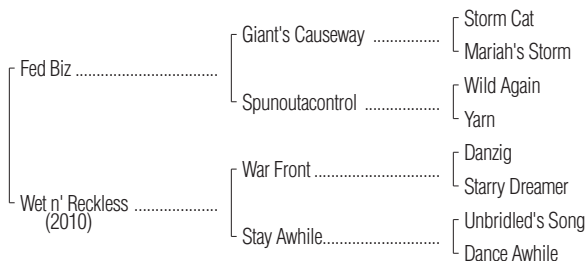 Storm Cat
Giant's Causeway ................
Mariah's Storm
Fed Biz ..................................
Wild Again
Spunoutacontrol ..................
Yarn
Danzig
War Front ..............................
Starry Dreamer
Wet n' Reckless ....................
(2010)
Unbridled's Song
Stay Awhile............................
Dance Awhile